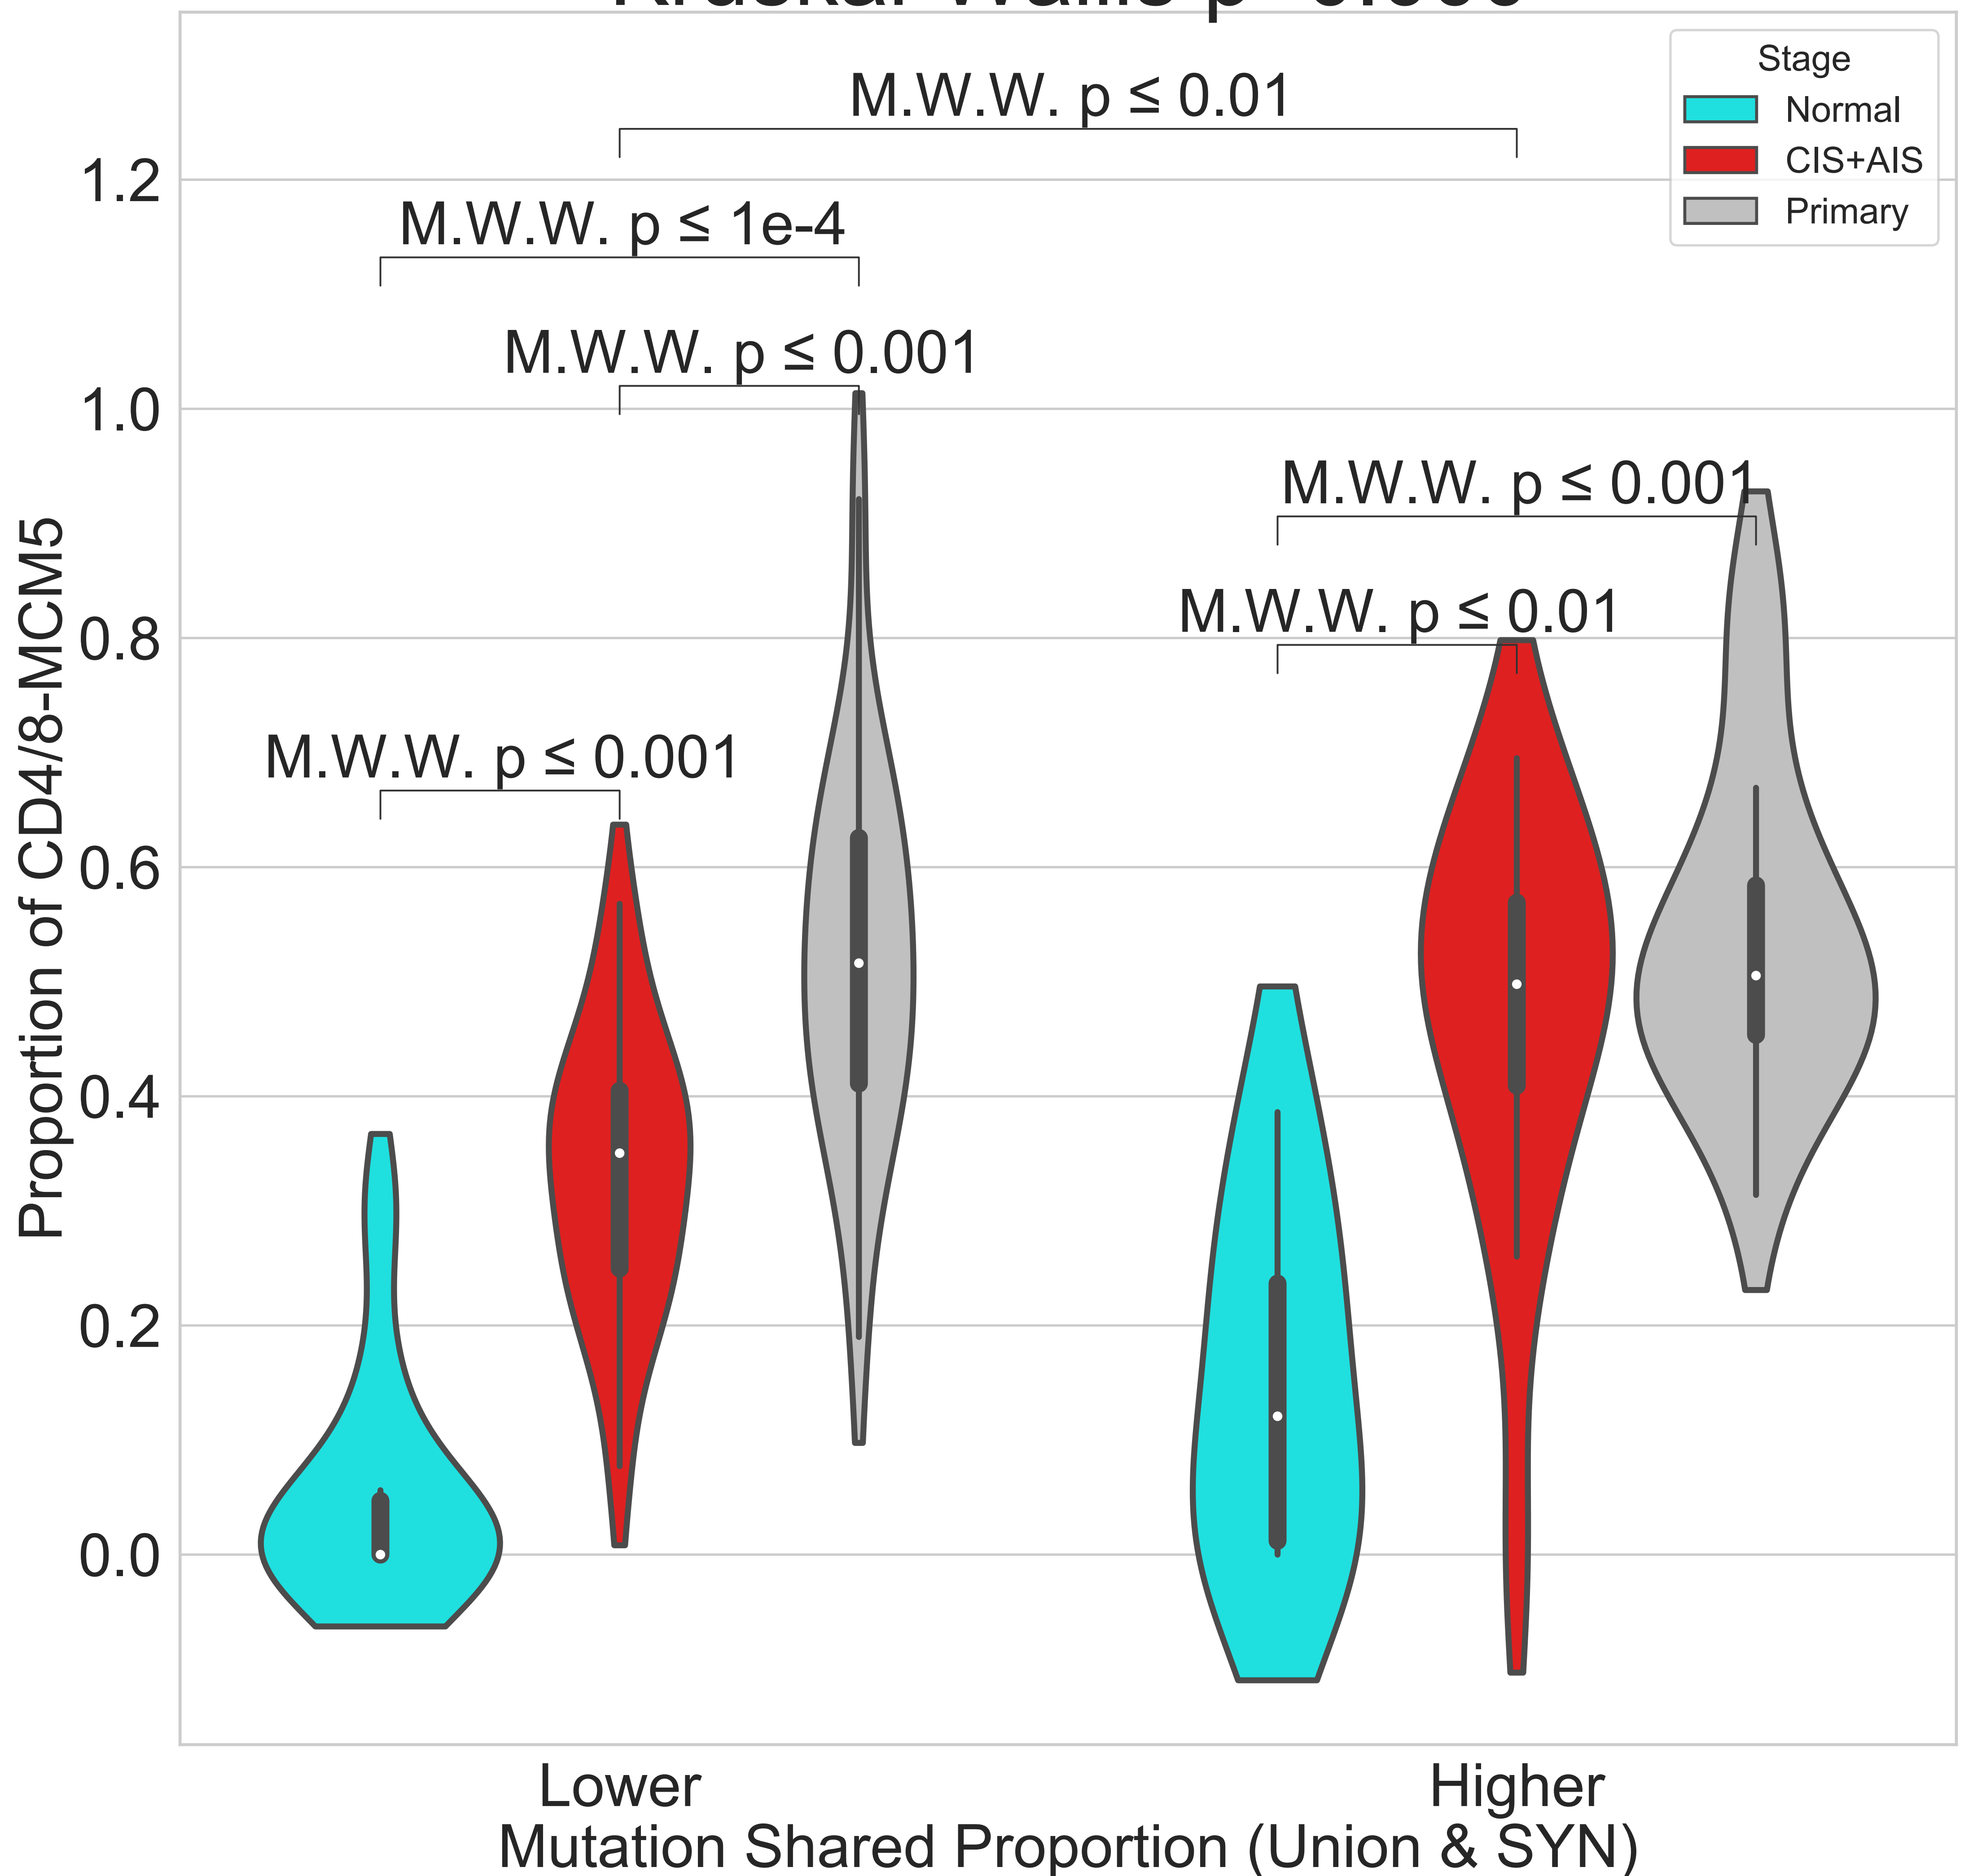 Stage
Normal
CIS+AIS
Primary
M.W.W. p ≤ 0.01
M.W.W. p ≤ 1e-4
M.W.W. p ≤ 0.001
M.W.W. p ≤ 0.001
M.W.W. p ≤ 0.01
M.W.W. p ≤ 0.001
1.2
1.0
0.8
0.6
0.4
0.2
0.0
Proportion of CD4/8-MCM5
Lower
Higher
Mutation Shared Proportion (Union & SYN)